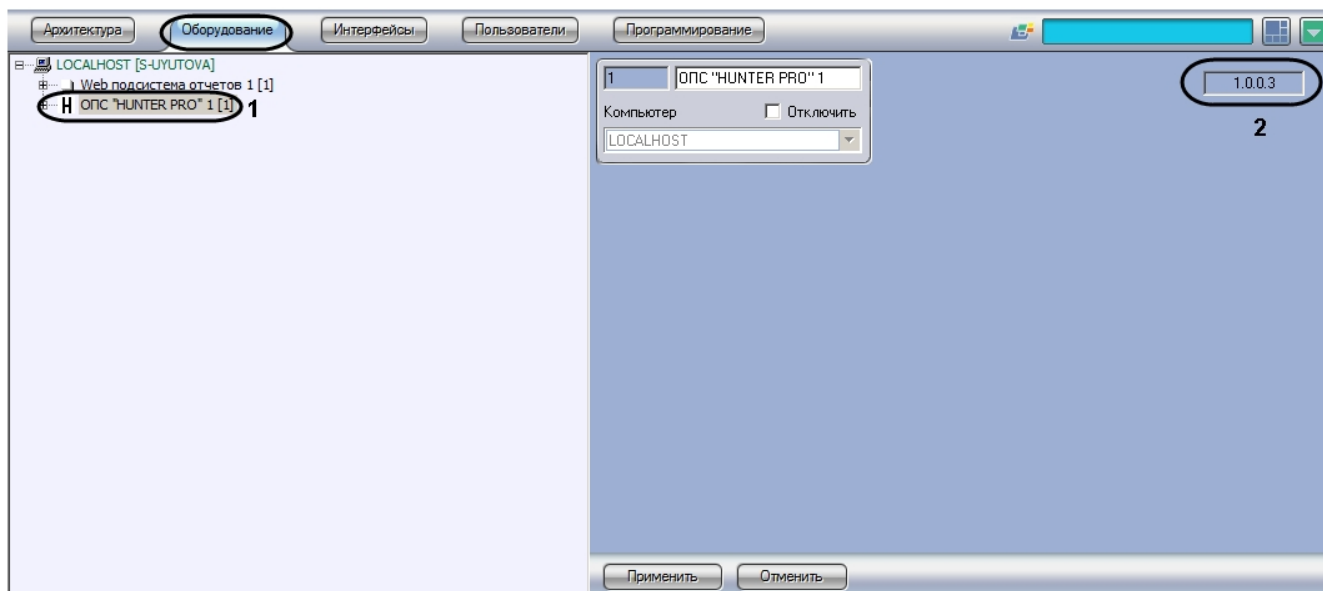 Архитектура Оборудование Интерфейсы Пользователи Программирование
LOCALHOST [S-UYUTOVA]
Web подсистема отчетов 1 [1]
ОПС "HUNTER PRO" 1 [1]
1
1 ОПС "HUNTER PRO" 1
Компьютер Отключить
LOCALHOST
1.0.0.3
2
Применить Отменить